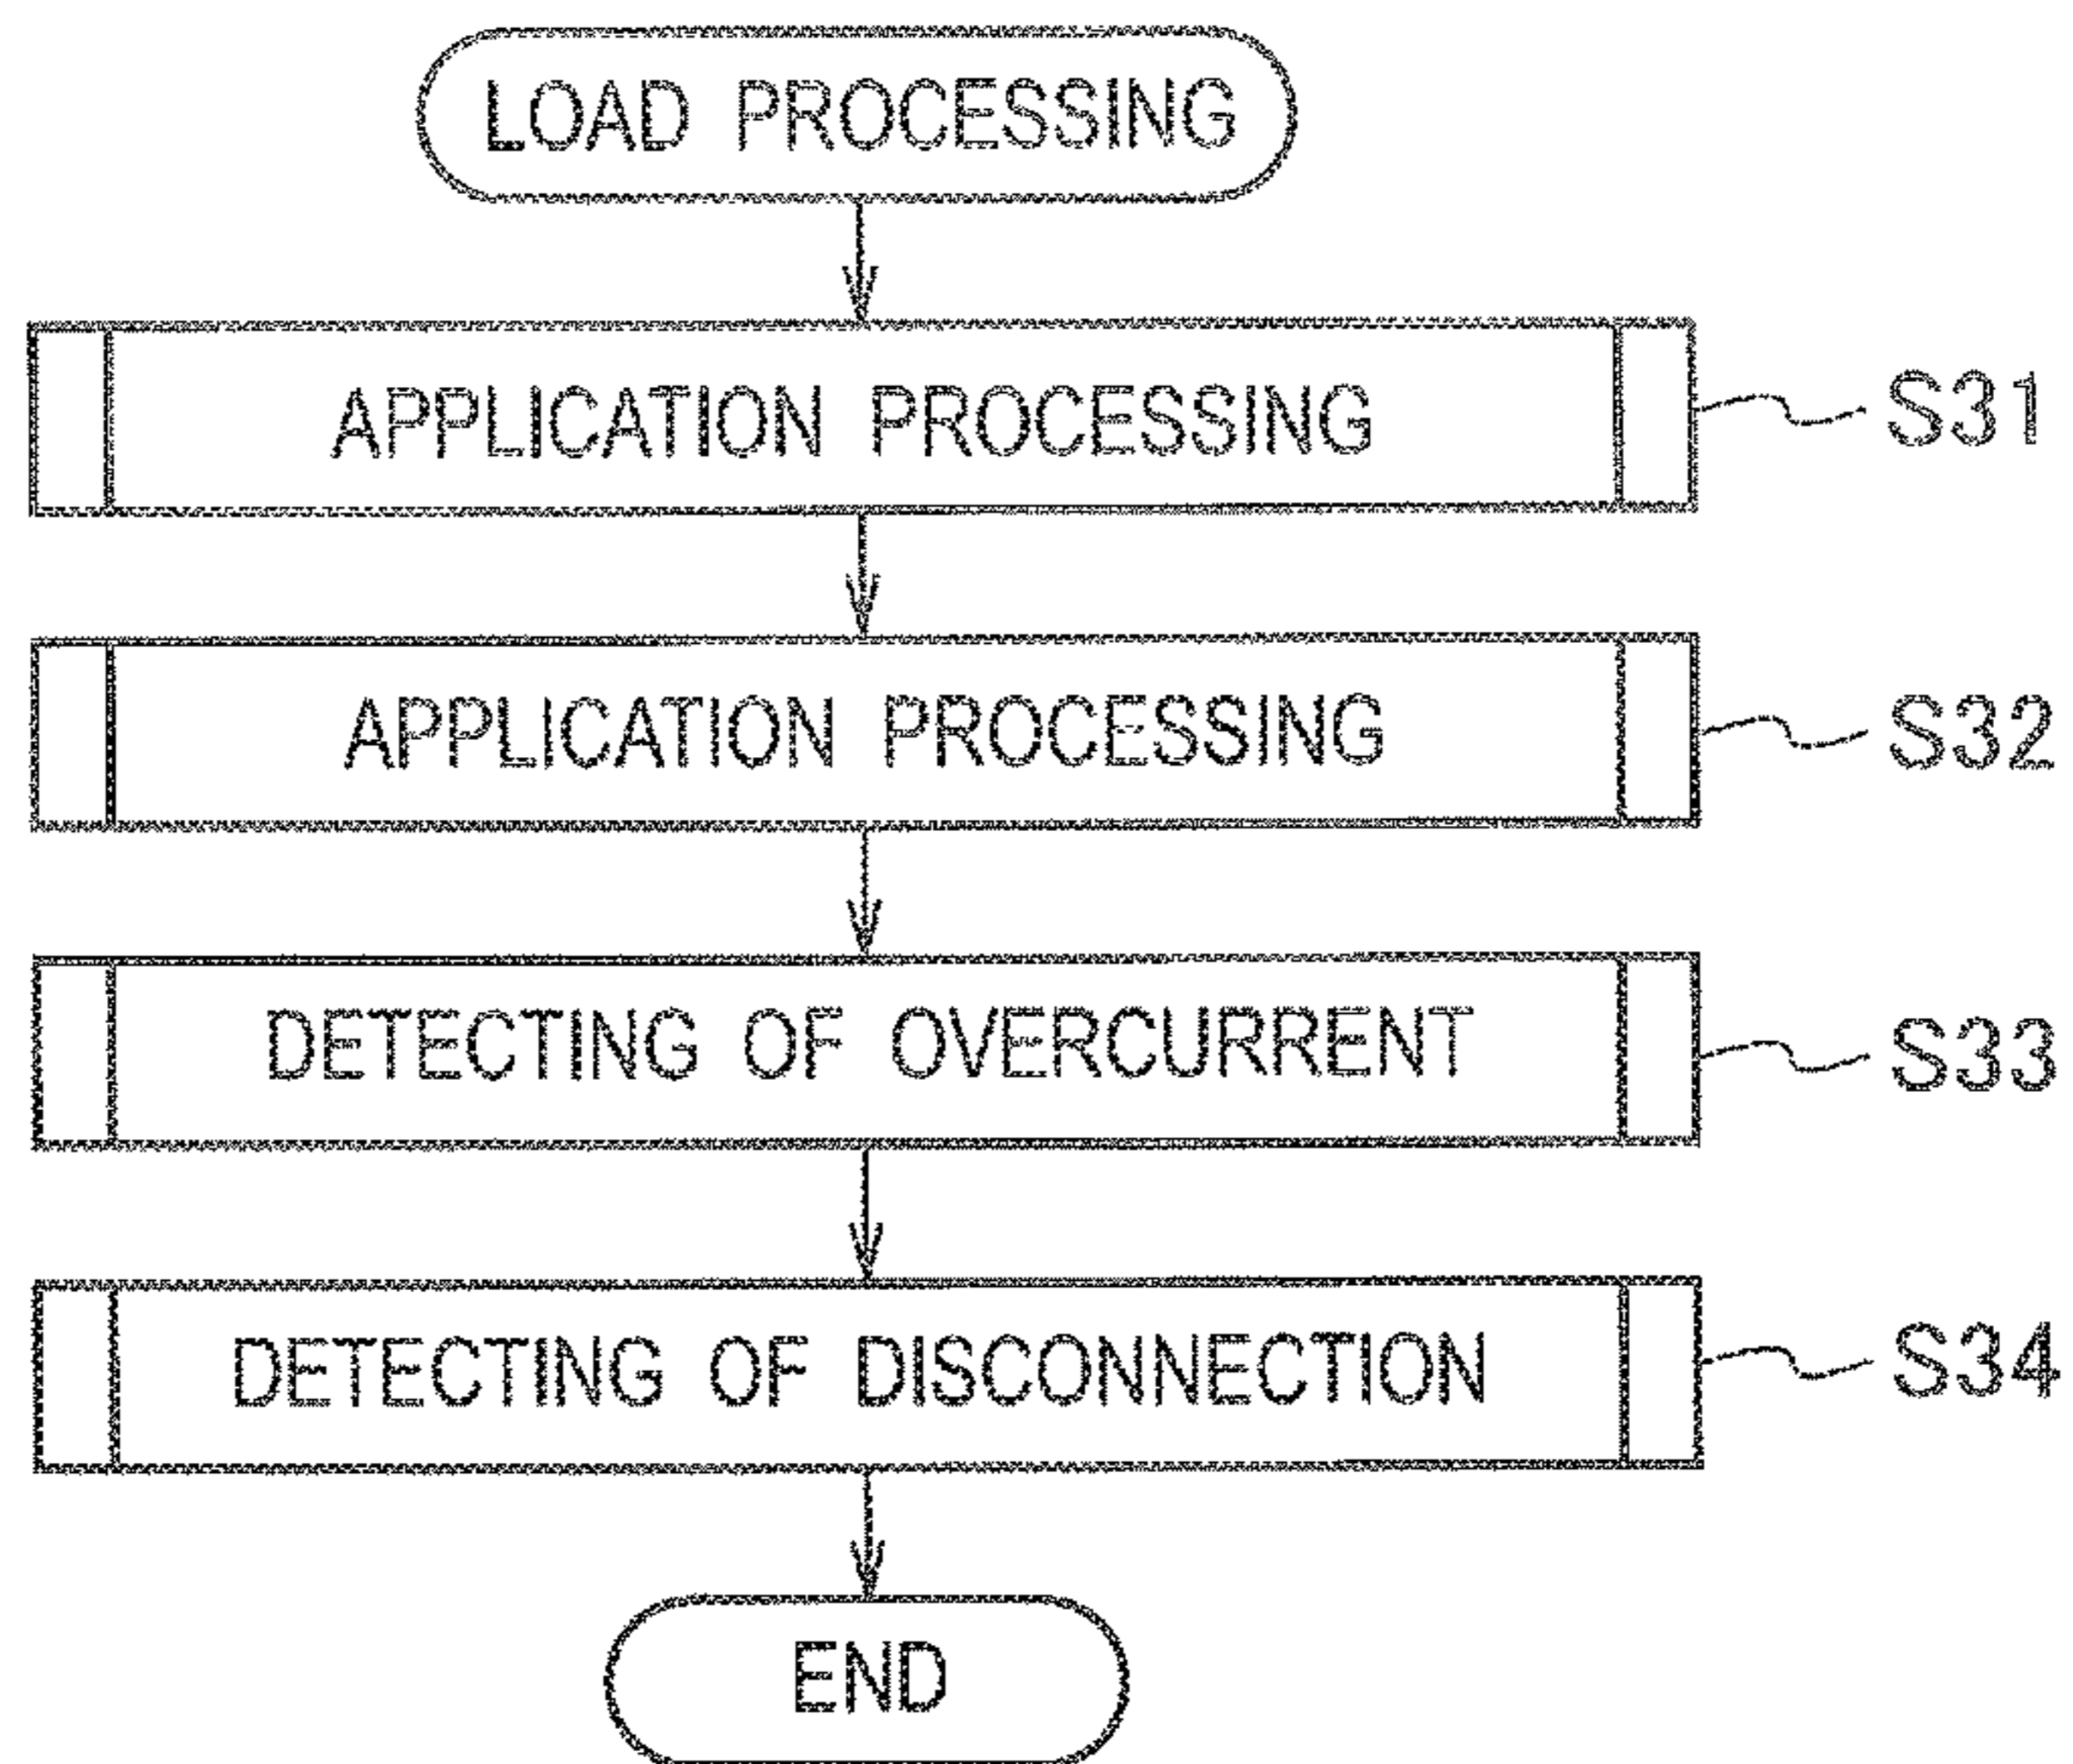 LOAD PROCESSING
APPLICATION PROCESSING S31
APPLICATION PROCESSING S32
DETECTING OF OVERCURRENT S33
DETECTING OF DISCONNECTION S34
END